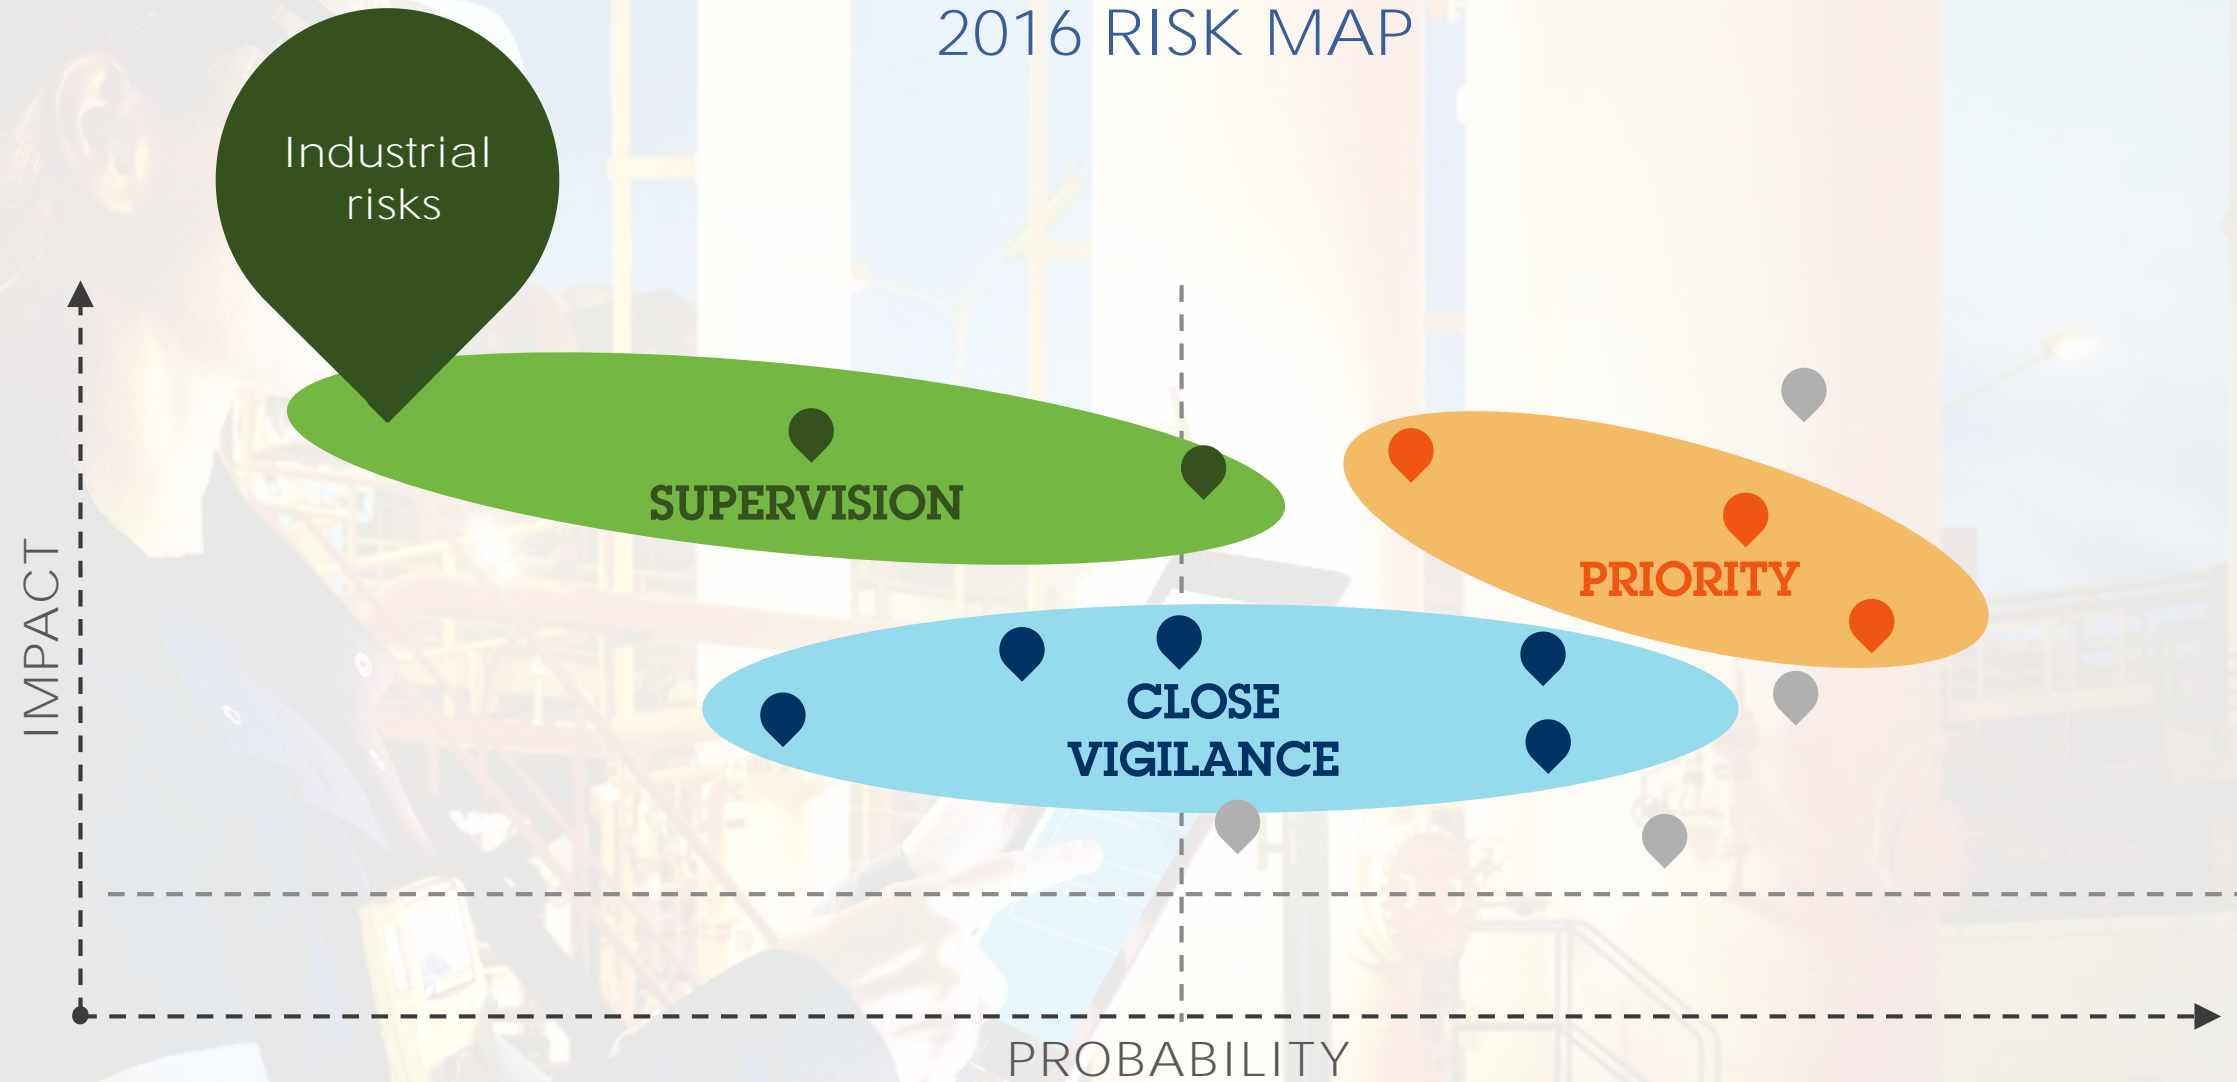 2016 RISK MAP
Industrial
risks
SUPERVISION
PRIORITY
CLOSE
VIGILANCE
IMPACT
PROBABILITY